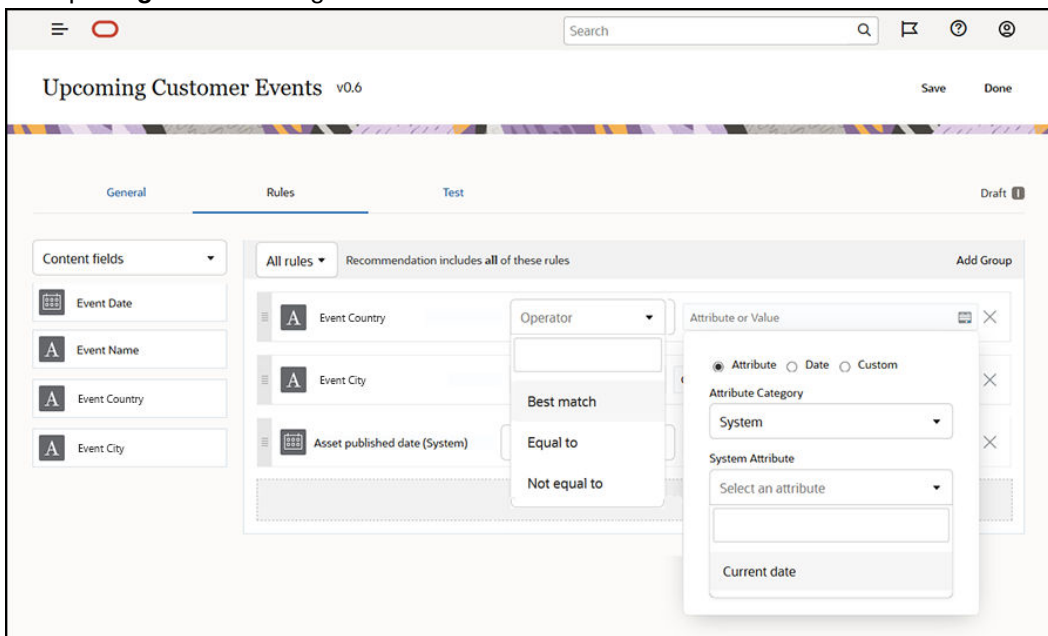 Search
Upcoming Customer Events v0.6
Save Done
General Rules Test Draft
Content fields
All rules Recommendation includes all of these rules Add Group
Event Date
Event Name
Event Country
Event City
A Event Country Operator Attribute or Value
A Event City
Asset published date (System)
Best match
Equal to
Not equal to
Attribute Date Custom
Attribute Category
System
System Attribute
Select an attribute
Current date